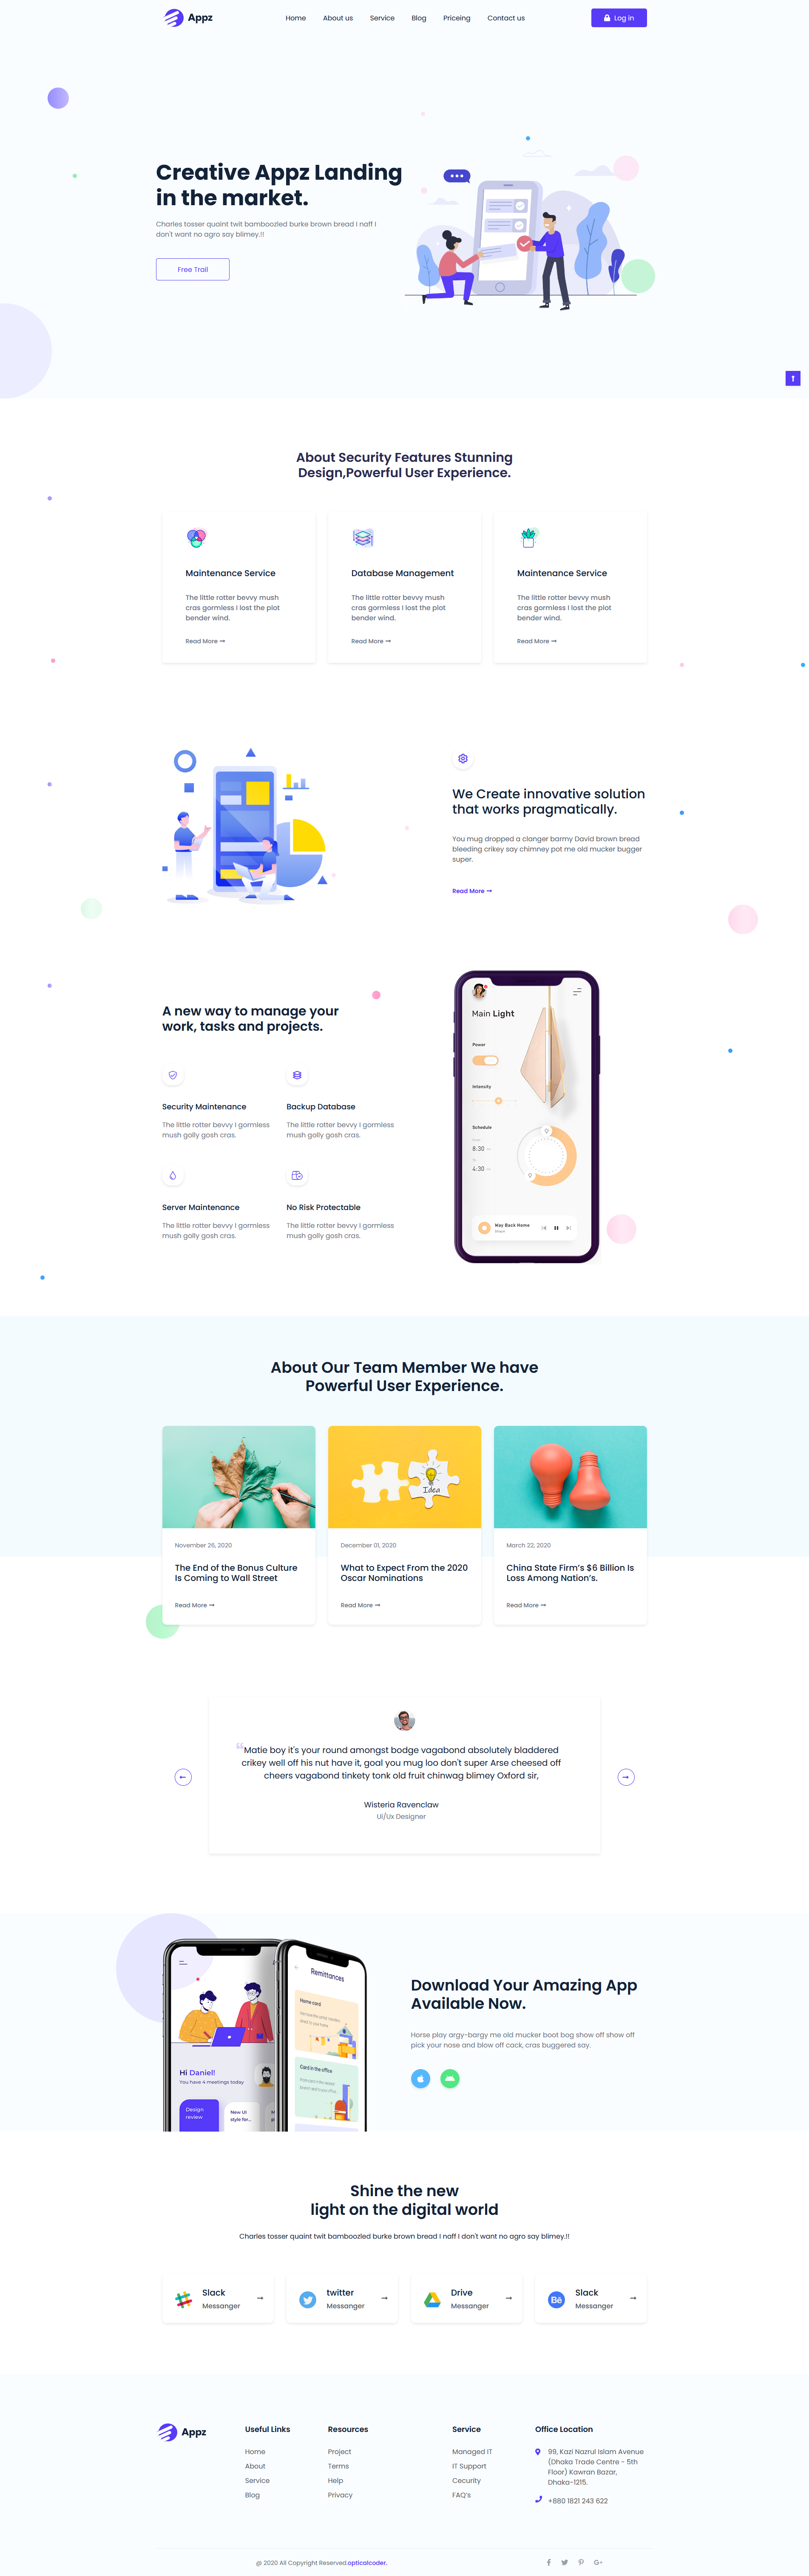 Appz
Home About us Service Blog Priceing Contact us
Log in
Creative Appz Landing
in the market.
Charles tosser quaint twit bamboozled burke brown bread I naff I
don't want no agro say blimey.!!
Free Trail
About Security Features Stunning
Design,Powerful User Experience.
Maintenance Service
The little rotter bevvy mush
cras gormless I lost the plot
bender wind.
Read More
Database Management
The little rotter bevvy mush
cras gormless I lost the plot
bender wind.
Read More
Maintenance Service
The little rotter bevvy mush
cras gormless I lost the plot
bender wind.
Read More
We Create innovative solution
that works pragmatically.
You mug dropped a clanger barmy David brown bread
bleeding crikey say chimney pot me old mucker bugger
super.
Read More
A new way to manage your
work, tasks and projects.
Security Maintenance
The little rotter bevvy I gormless
mush golly gosh cras.
Backup Database
The little rotter bevvy I gormless
mush golly gosh cras.
Server Maintenance
The little rotter bevvy I gormless
mush golly gosh cras.
No Risk Protectable
The little rotter bevvy I gormless
mush golly gosh cras.
Main Light
Power
Intensity
Schedule
8:30
4:30
Way Back Home
About Our Team Member We have
Powerful User Experience.
Idea
November 26, 2020
The End of the Bonus Culture
Is Coming to Wall Street
Read More
December 01, 2020
What to Expect From the 2020
Oscar Nominations
Read More
March 22, 2020
China State Firm's $6 Billion Is
Loss Among Nation's.
Read More
Matie boy it's your round amongst bodge vagabond absolutely bladdered
crikey well off his nut have it, goal you mug loo don't super Arse cheesed off
cheers vagabond tinkety tonk old fruit chinwag blimey Oxford sir,
Wisteria Ravenclaw
Ui/Ux Designer
Remittances
Home card
Card in the office
Hi Daniel!
You have 4 meetings today
Design
review
New UI
style for...
Download Your Amazing App
Available Now.
Horse play argy-bargy me old mucker boot bog show off show off
pick your nose and blow off cack, cras buggered say.
Shine the new
light on the digital world
Charles tosser quaint twit bamboozled burke brown bread I naff I don't want no agro say blimey.!!
Slack
Messanger
twitter
Messanger
Drive
Messanger
Bē
Slack
Messanger
Appz
Useful Links
Home
About
Service
Blog
Resources
Project
Terms
Help
Privacy
Service
Managed IT
IT Support
Cecurity
FAQ's
Office Location
99, Kazi Nazrul Islam Avenue
(Dhaka Trade Centre - 5th
Floor) Kawran Bazar,
Dhaka-1215.
+880 1821 243 622
@ 2020 All Copyright Reserved.opticalcoder.